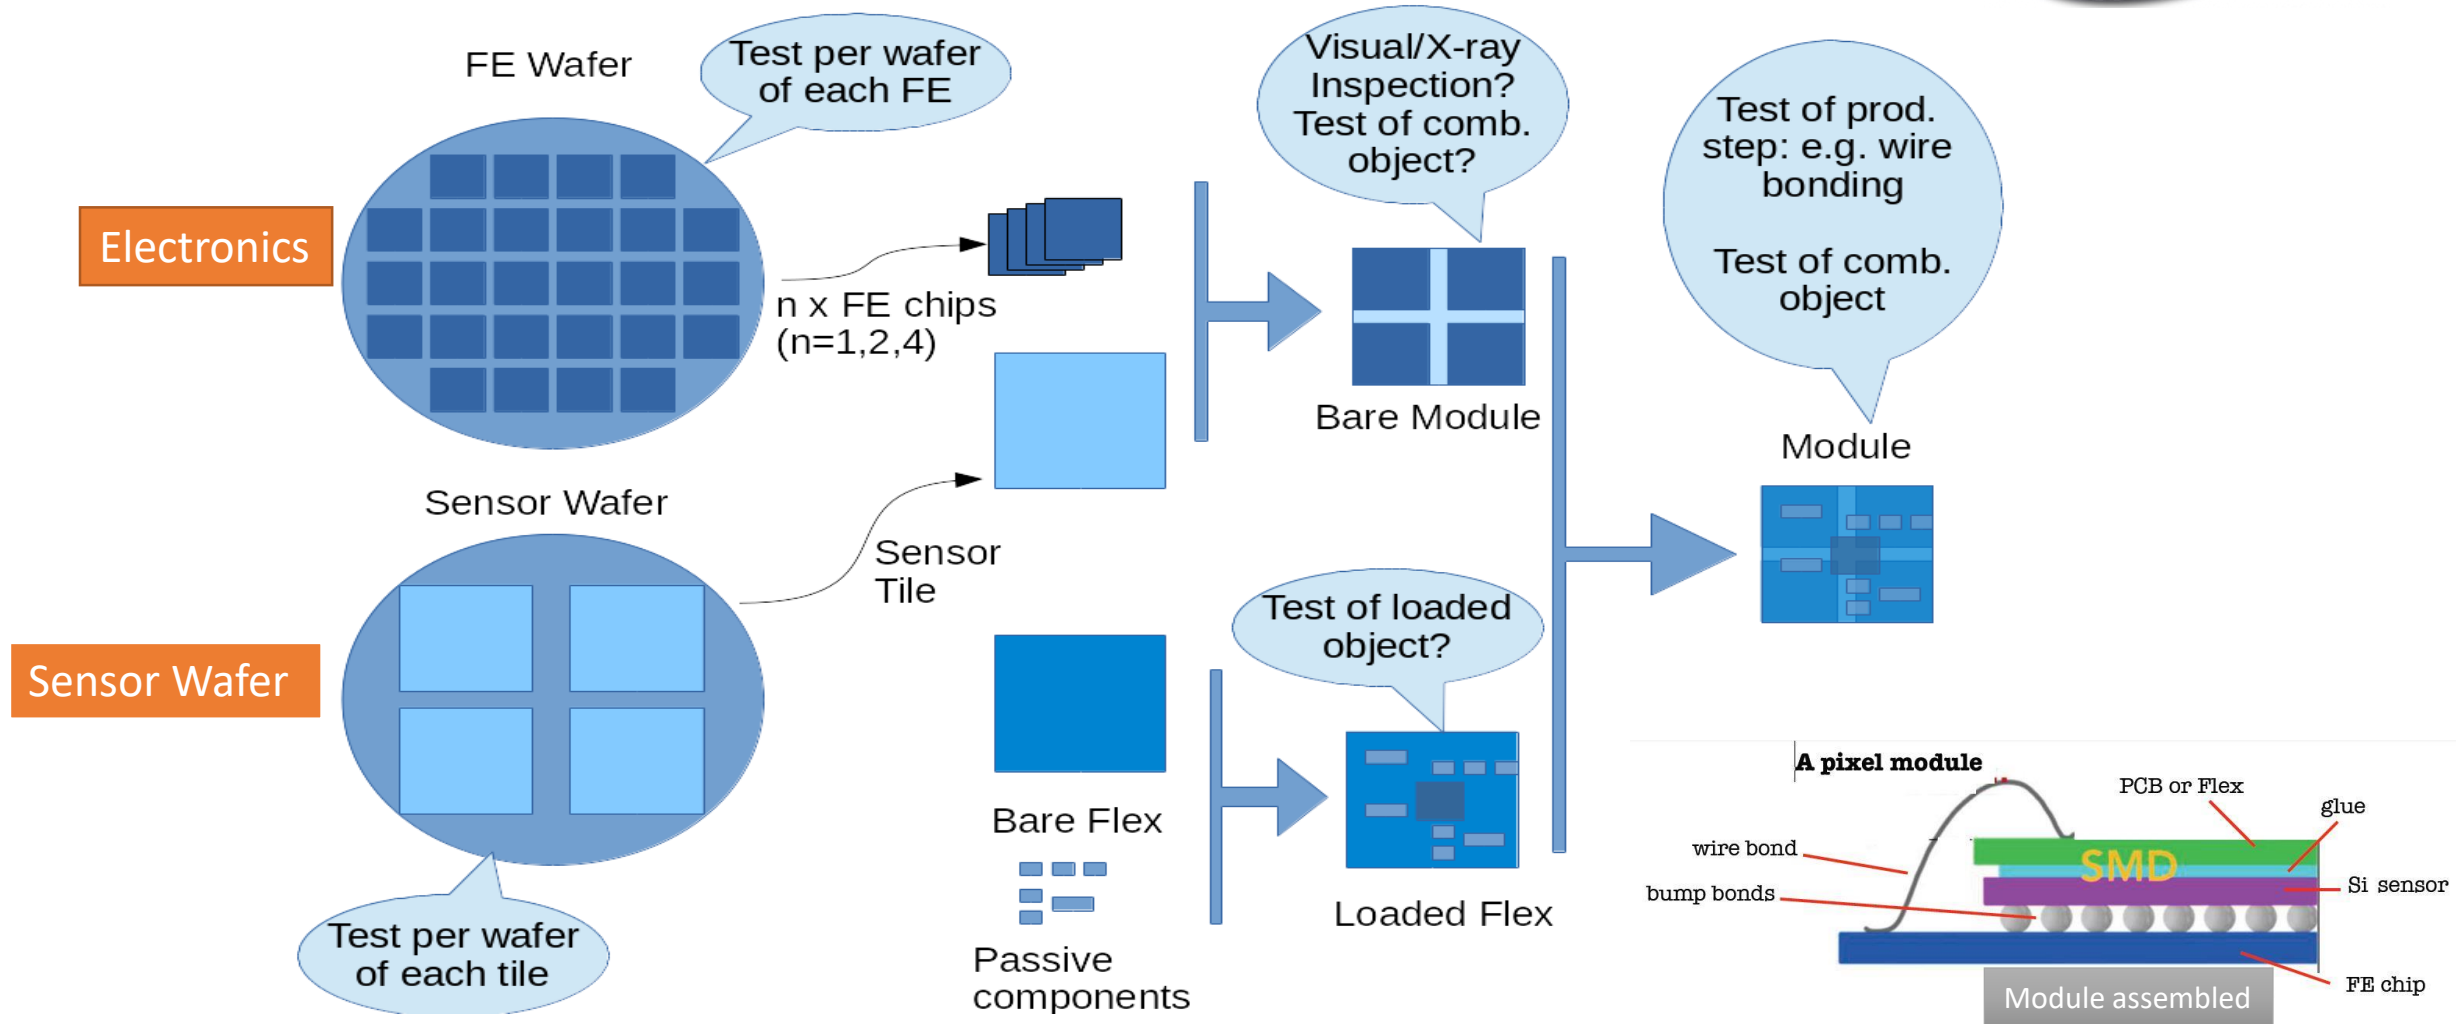 FE Wafer
Test per wafer
of each FE
Visual/X-ray
Inspection?
Test of comb.
object?
Test of prod.
step: e.g. wire
bonding
Test of comb.
object
Electronics
n x FE chips
(n=1,2,4)
Bare Module
Module
Sensor Wafer
Sensor
Tile
Sensor Wafer
Test of loaded
object?
Bare Flex
Loaded Flex
Passive
components
Test per wafer
of each tile
A pixel module
PCB or Flex
glue
wire bond
SMD
Si sensor
bump bonds
FE chip
Module assembled